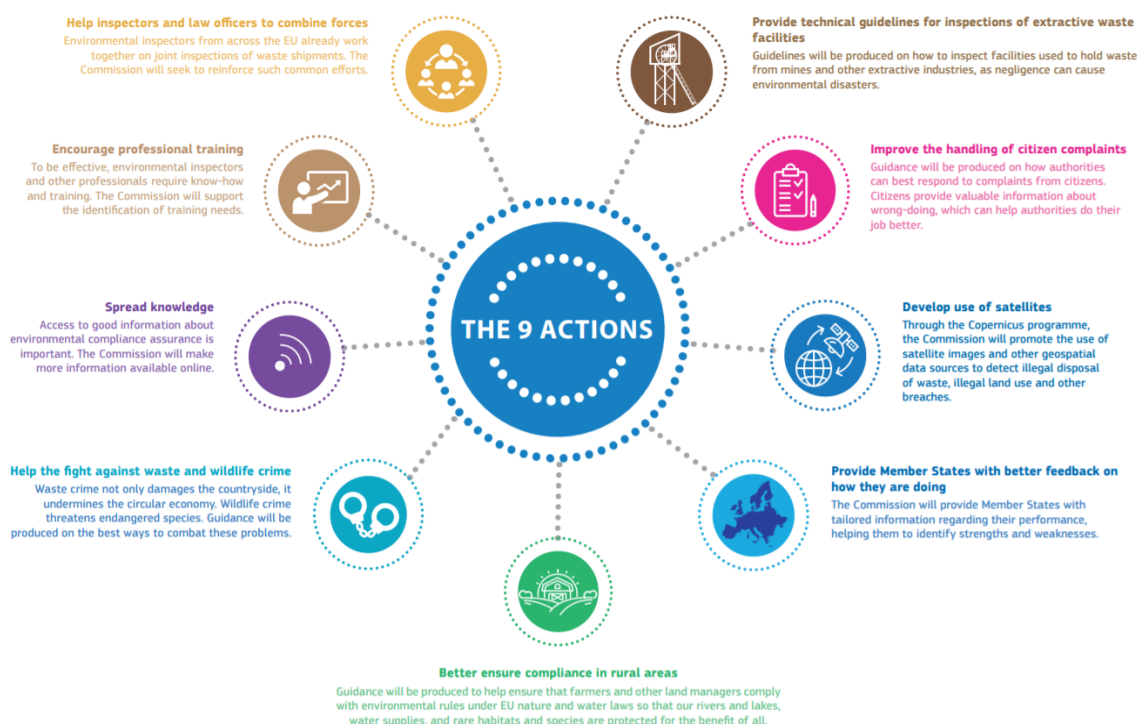 Help inspectors and law officers to combine forces
Environmental inspectors from across the EU already work
together on joint inspections of waste shipments. The
Commission will seek to reinforce such common efforts.
Provide technical guidelines for inspections of extractive waste
facilities
Guidelines will be produced on how to inspect facilities used to hold waste
from mines and other extractive industries, as negligence can cause
environmental disasters.
Encourage professional training
To be effective, environmental inspectors
and other professionals require know-how
and training. The Commission will support
the identification of training needs.
Improve the handling of citizen complaints
Guidance will be produced on how authorities
can best respond to complaints from citizens.
Citizens provide valuable information about
wrong-doing, which can help authorities do their
job better.
THE 9 ACTIONS
Spread knowledge
Access to good information about
environmental compliance assurance is
important. The Commission will make
more information available online.
Develop use of satellites
Through the Copernicus programme,
the Commission will promote the use of
satellite images and other geospatial
data sources to detect illegal disposal
of waste, illegal land use and other
breaches.
Help the fight against waste and wildlife crime
Waste crime not only damages the countryside, it
undermines the circular economy. Wildlife crime
threatens endangered species. Guidance will be
produced on the best ways to combat these problems.
Provide Member States with better feedback on
how they are doing
The Commission will provide Member States with
tailored information regarding their performance,
helping them to identify strengths and weaknesses.
Better ensure compliance in rural areas
Guidance will be produced to help ensure that farmers and other land managers comply
with environmental rules under EU nature and water laws so that our rivers and lakes,
water supplies, and rare habitats and species are protected for the benefit of all.